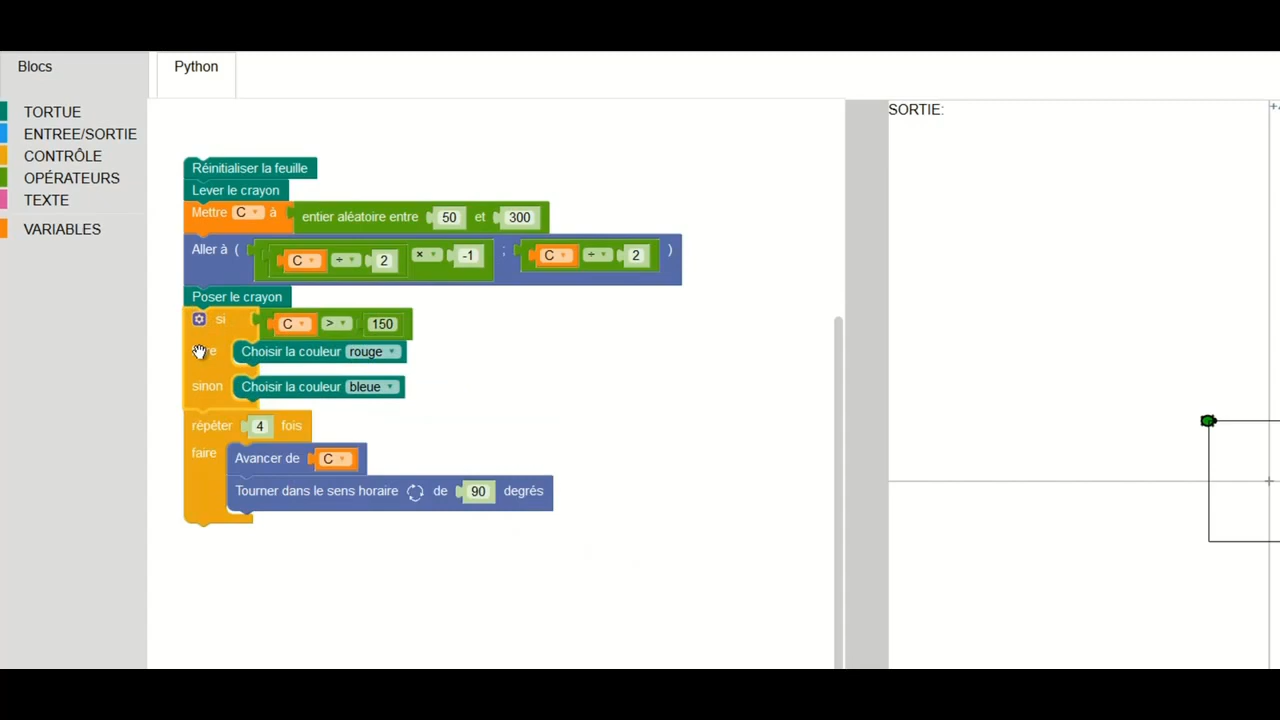 Blocs
Python
TORTUE
ENTREE/SORTIE
CONTRÔLE
OPÉRATEURS
TEXTE
VARIABLES
Réinitialiser la feuille
Lever le crayon
Mettre C à entier aléatoire entre 50 et 300
Aller à ( C ÷ 2 × -1 ; C ÷ 2 )
Poser le crayon
si C > 150
Choisir la couleur rouge
sinon Choisir la couleur bleue
répéter 4 fois
faire Avancer de C
Tourner dans le sens horaire de 90 degrés
SORTIE: